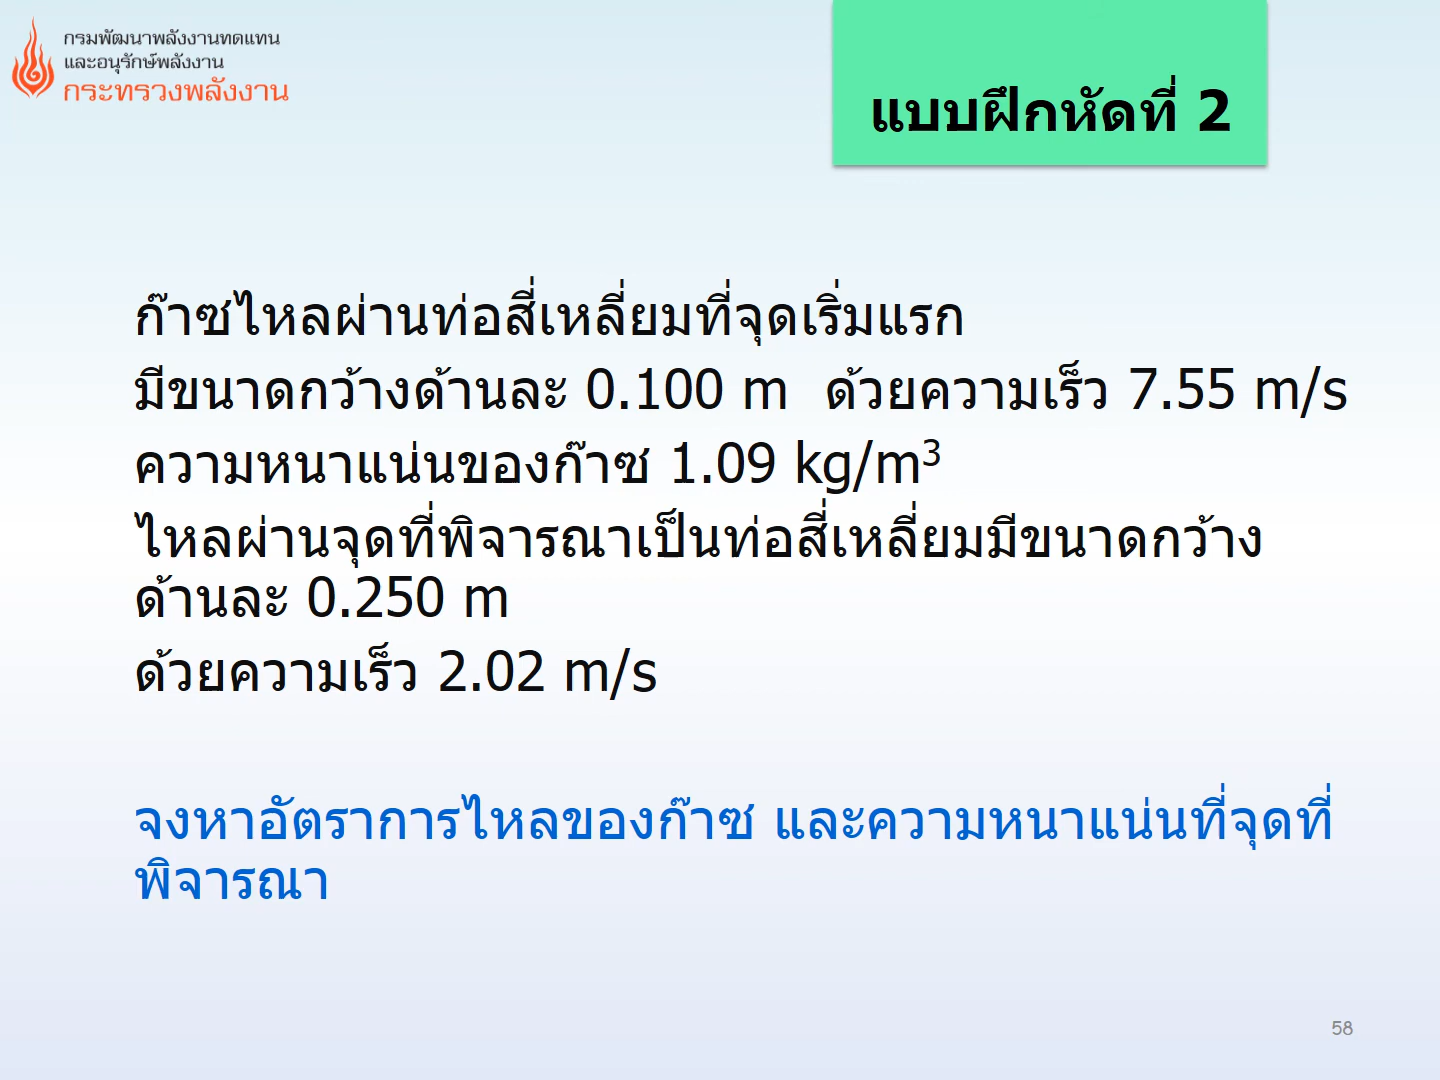 กรมพัฒนาพลังงานทดแทน
และอนุรักษ์พลังงาน
กระทรวงพลังงาน
แบบฝึกหัดที่ 2
ก๊าซไหลผ่านท่อสี่เหลี่ยมที่จุดเริ่มแรก
มีขนาดกว้างด้านละ 0.100 m ด้วยความเร็ว 7.55 m/s
ความหนาแน่นของก๊าซ 1.09 kg/m³
ไหลผ่านจุดที่พิจารณาเป็นท่อสี่เหลี่ยมมีขนาดกว้าง
ด้านละ 0.250 m
ด้วยความเร็ว 2.02 m/s
จงหาอัตราการไหลของก๊าซ และความหนาแน่นที่จุดที่
พิจารณา
58